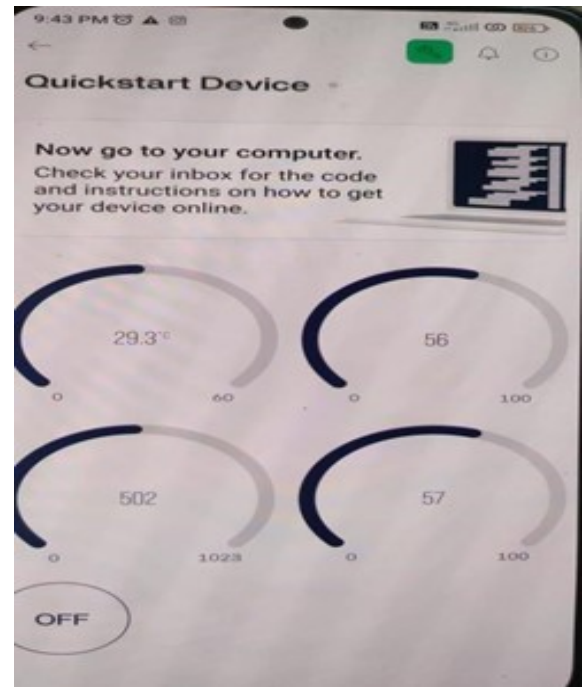 9:43 PM
Quickstart Device
Now go to your computer.
Check your inbox for the code
and instructions on how to get
your device online.
29.3°C
56
0 60
0 100
502
57
0 1023
0 100
OFF